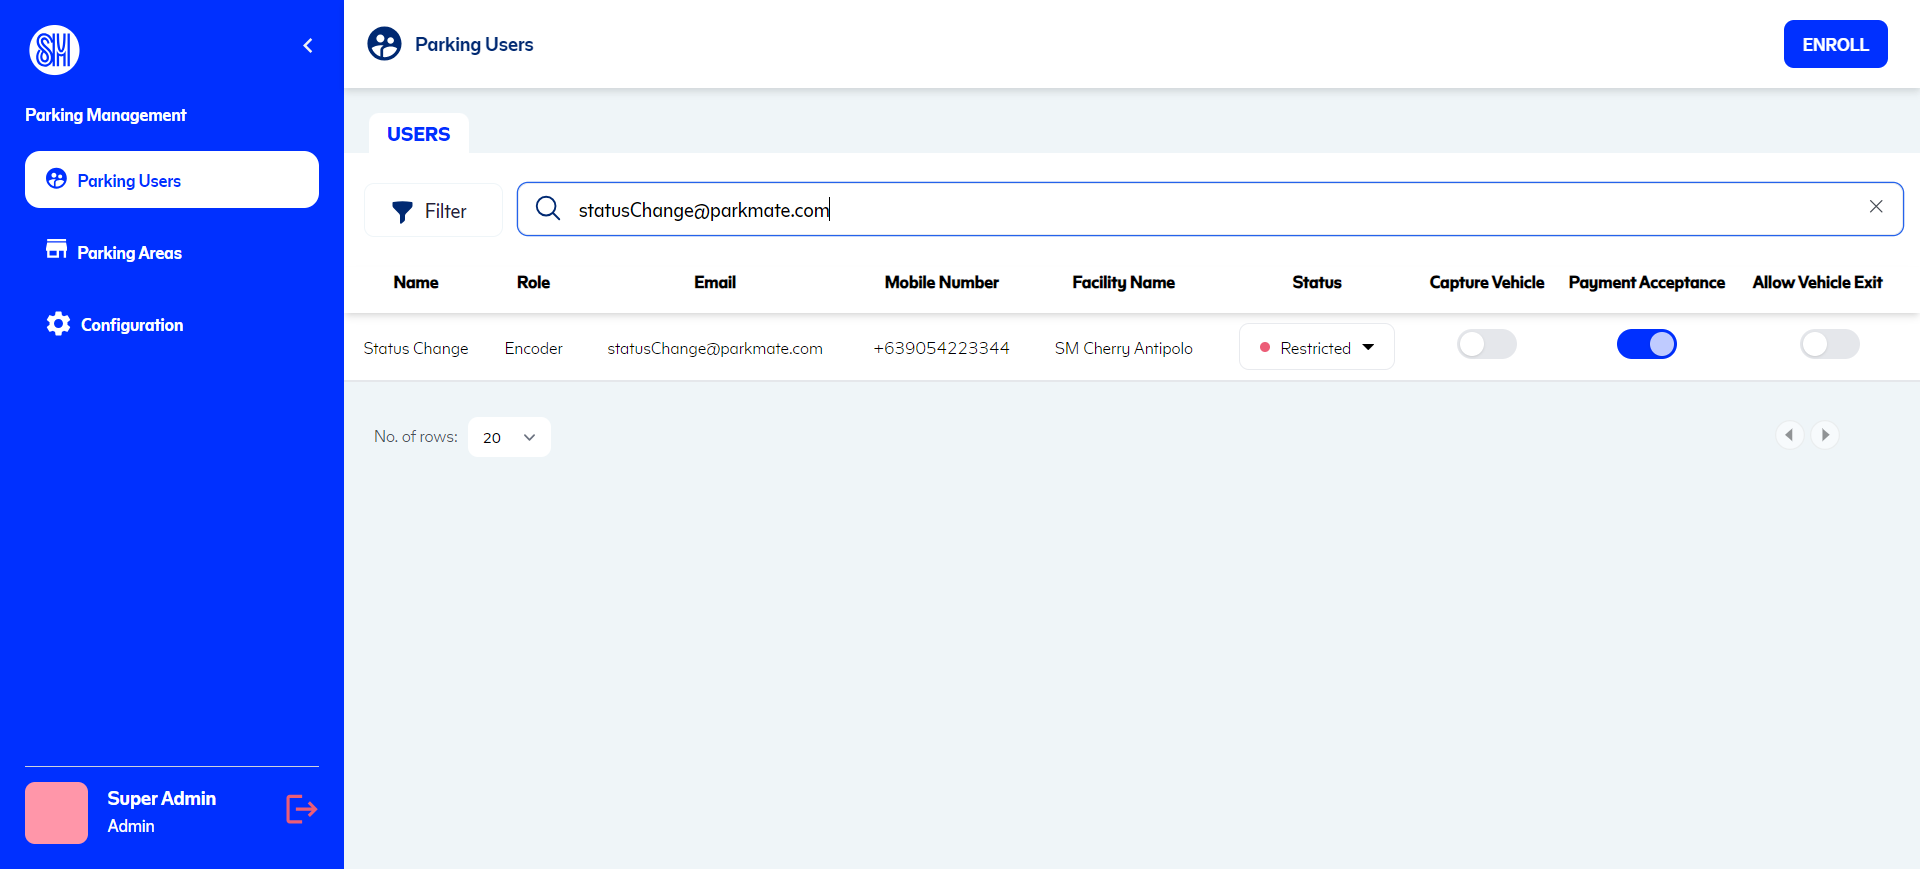 SM
Parking Management
Parking Users
Parking Areas
Configuration
Super Admin
Admin
Parking Users
ENROLL
USERS
Filter
statusChange@parkmate.com
Name Role Email Mobile Number Facility Name Status Capture Vehicle Payment Acceptance Allow Vehicle Exit
Status Change Encoder statusChange@parkmate.com +639054223344 SM Cherry Antipolo Restricted
No. of rows: 20